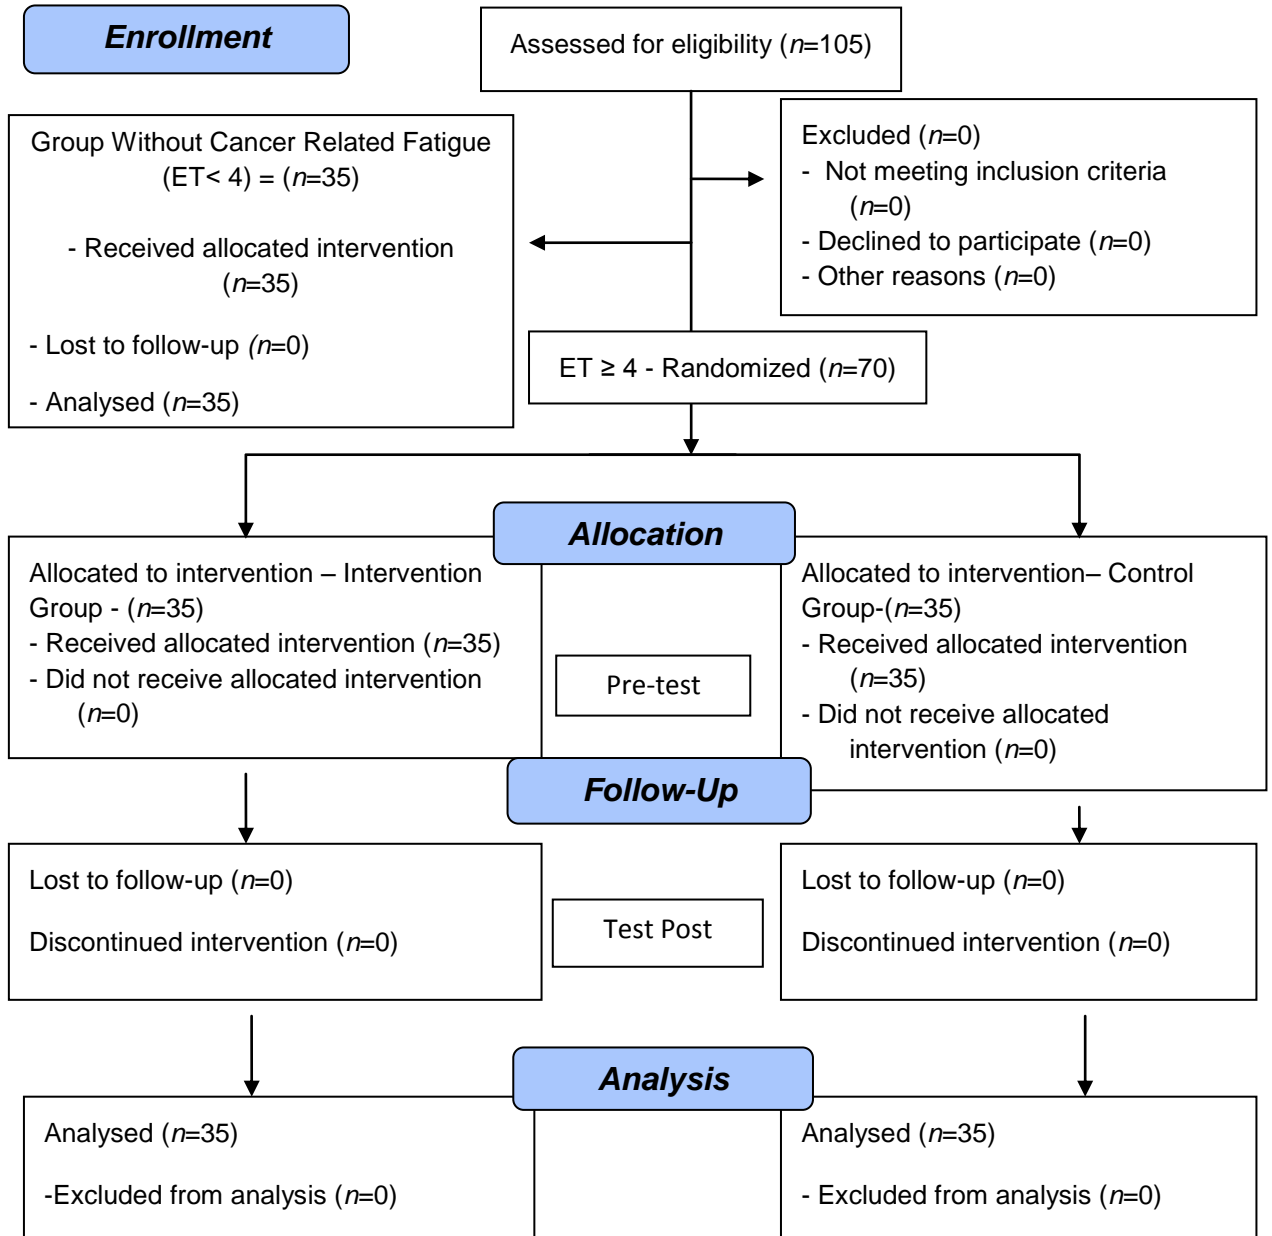 Enrollment
Assessed for eligibility (n=105)
Group Without Cancer Related Fatigue
(ET< 4) = (n=35)
- Received allocated intervention
(n=35)
- Lost to follow-up (n=0)
- Analysed (n=35)
Excluded (n=0)
- Not meeting inclusion criteria
(n=0)
- Declined to participate (n=0)
- Other reasons (n=0)
ET ≥ 4 - Randomized (n=70)
Allocation
Allocated to intervention – Intervention
Group - (n=35)
- Received allocated intervention (n=35)
- Did not receive allocated intervention
(n=0)
Pre-test
Allocated to intervention– Control
Group-(n=35)
- Received allocated intervention
(n=35)
- Did not receive allocated
intervention (n=0)
Follow-Up
Lost to follow-up (n=0)
Discontinued intervention (n=0)
Test Post
Lost to follow-up (n=0)
Discontinued intervention (n=0)
Analysis
Analysed (n=35)
-Excluded from analysis (n=0)
Analysed (n=35)
- Excluded from analysis (n=0)